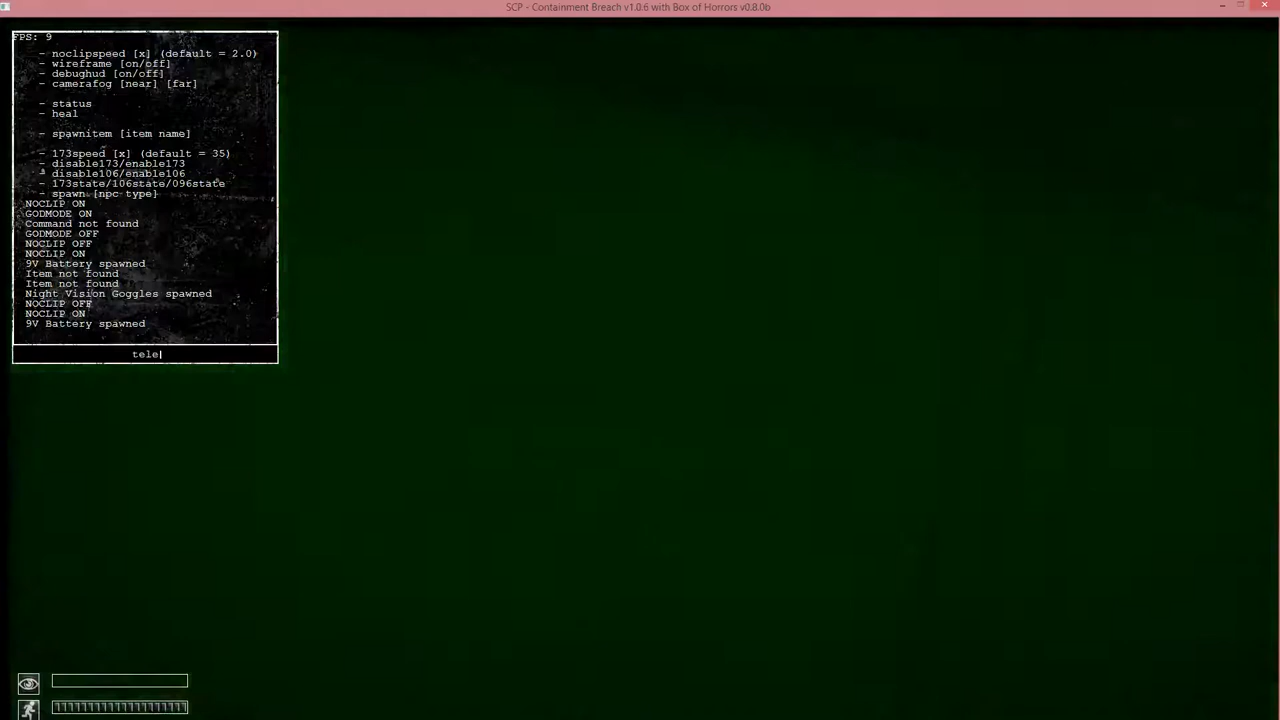 SCP - Containment Breach v1.0.6 with Box of Horrors v0.8.0b
FPS: 9
- noclipspeed [x] (default = 2.0)
- wireframe [on/off]
- debughud [on/off]
- camerafog [near] [far]
- status
- heal
- spawnitem [item name]
- 173speed [x] (default = 35)
- disable173/enable173
- disable106/enable106
- 173state/106state/096state
- spawn [npc type]
NOCLIP ON
GODMODE ON
Command not found
GODMODE OFF
NOCLIP OFF
NOCLIP ON
9V Battery spawned
Item not found
Item not found
Night Vision Goggles spawned
NOCLIP OFF
NOCLIP ON
9V Battery spawned
tele